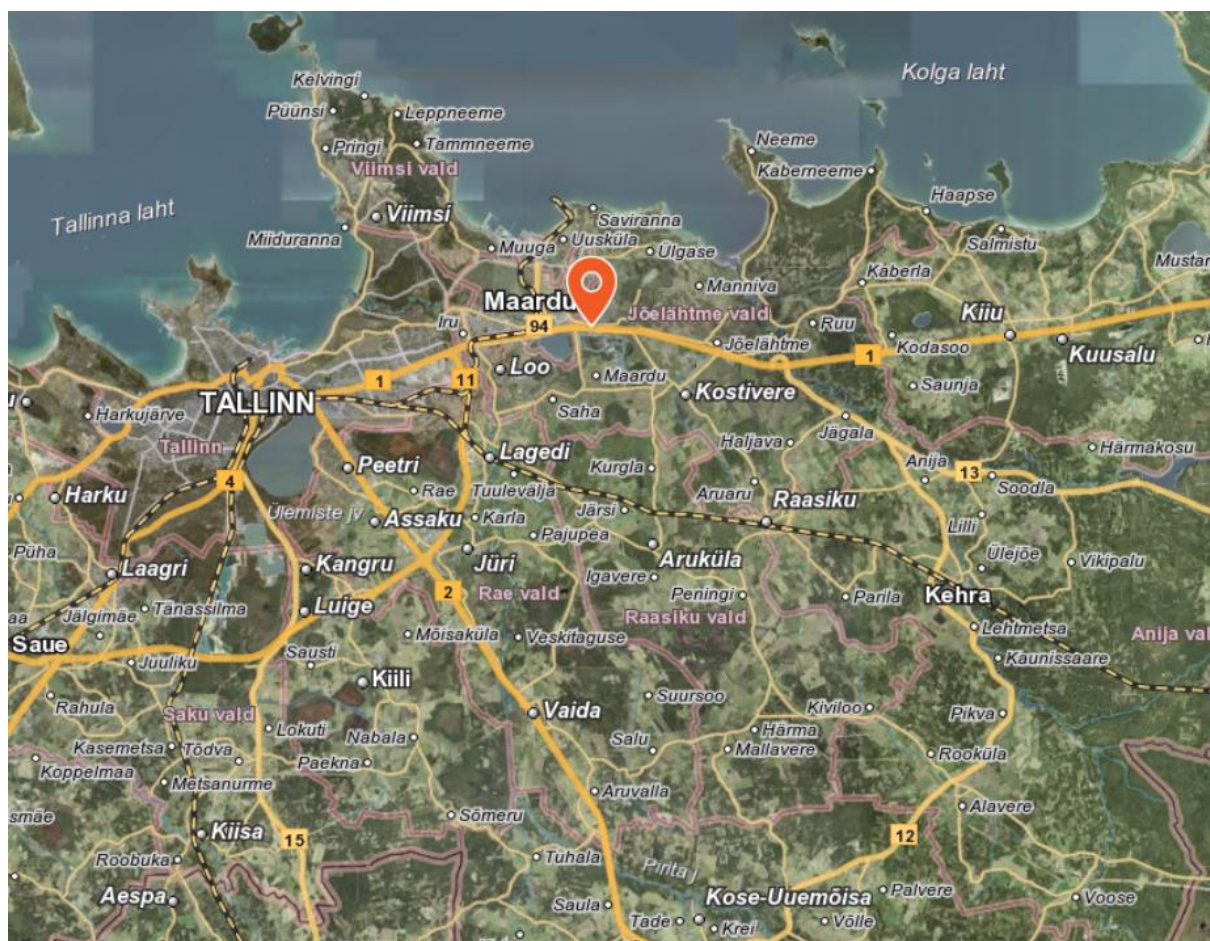 Kolga laht
Kelvingi
Püünsi
Leppneeme
Pringi
Tammneeme
Neeme
Viimsi vald
Kaberneeme
Tallinna laht
Viimsi
Saviranna
Haapse
Miiduranna
Muuga
Uusküla
Ülgase
Salmistu
Kaberla
Manniva
Maardu
94
Jõelähtme vald
Iru
Ruu
Kiiu
Jõelähtme
1
Kodasoo
Kuusalu
Loo
1
11
Maardu
Kostivere
Saunja
TALLINN
Harkujärve
Saha
Jägala
Tallinn
Haljava
Härmakosu
Lagedi
Peetri
Kurgla
Anija
13
4
Tuulevälja
Aruaru
Soodla
Harku
Rae
Raasiku
Ülemiste jv
Assaku
Karla
Järsi
Lilli
Pajupea
Püha
Aruküla
Ülejõe
Laagri
Kangru
Jüri
Igavere
Vikipalu
2
Rae vald
Peningi
Parila
Kehra
Jälgimäe
Tänassilma
Luige
Raasiku vald
Saue
Mõisaküla
Veskitaguse
Lehtmetsa
Juuliku
Sausti
Kaunissaare
Kiili
Rahula
Suursoo
Saku vald
Vaida
Kiviloo
Pikva
Lokuti
Kasemetsa
Tõdva
Nabala
Härma
Salu
Mallavere
Rooküla
Koppelmaa
Paekna
Metsanurme
Aruvalla
Alavere
Sõmeru
Kiisa
15
12
Roobuka
Tuhala
Pirita j
Aespa
Kose-Uuemõisa
Palvere
Voose
Saula
Tade
Krei
Võlle